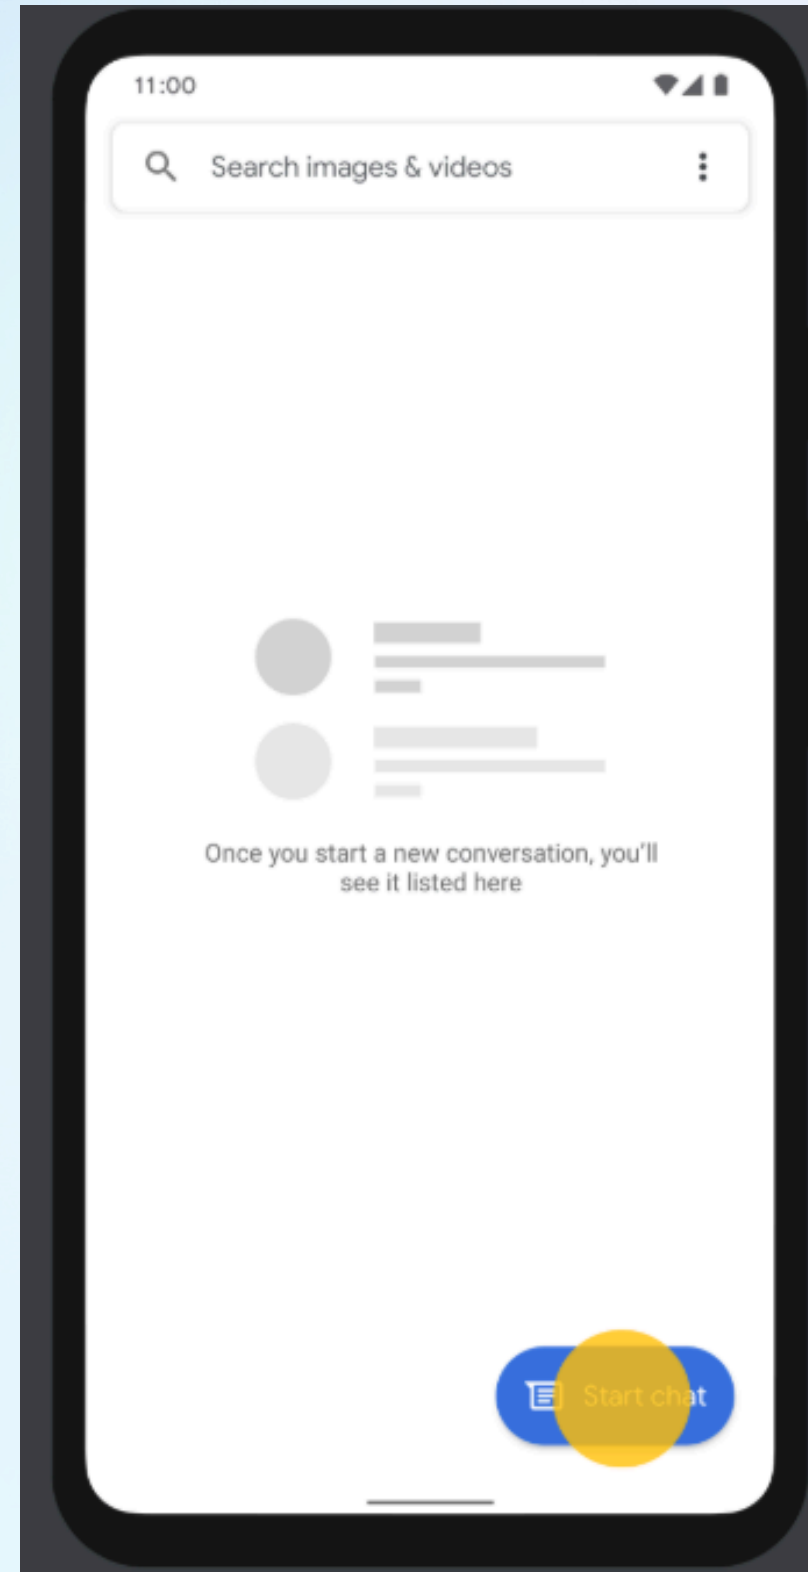 11:00
Search images & videos
Once you start a new conversation, you'll
see it listed here
Start chat